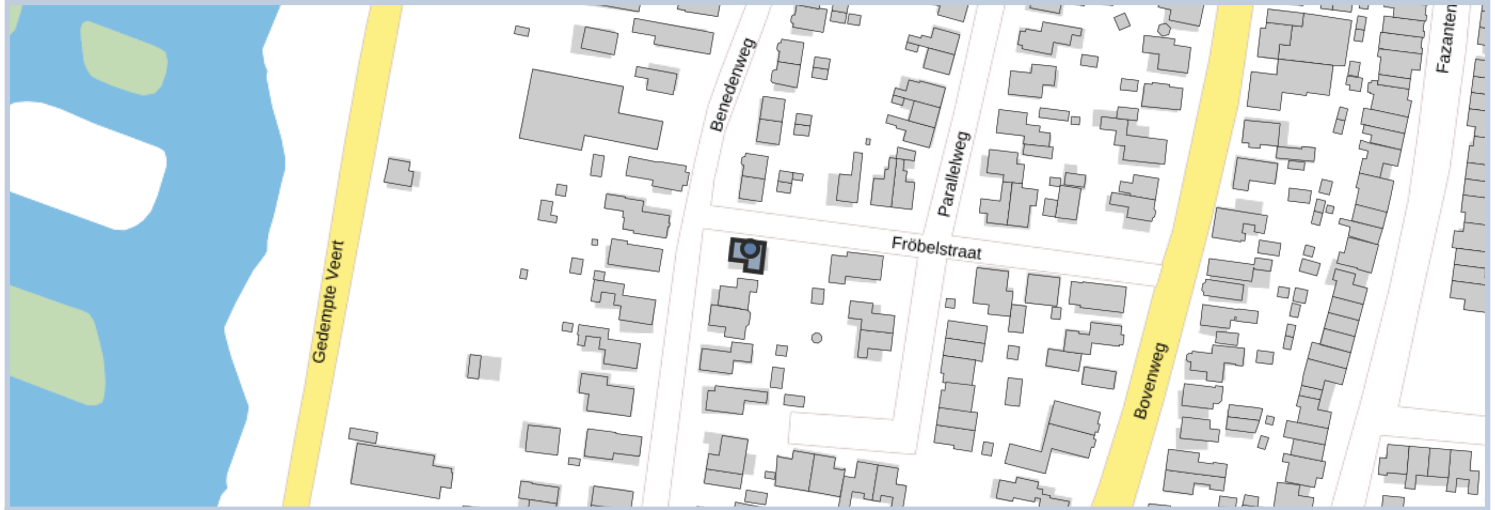 Fazanten
Benedenweg
Parallelweg
Fröbelstraat
Gedempte Veert
Bovenweg